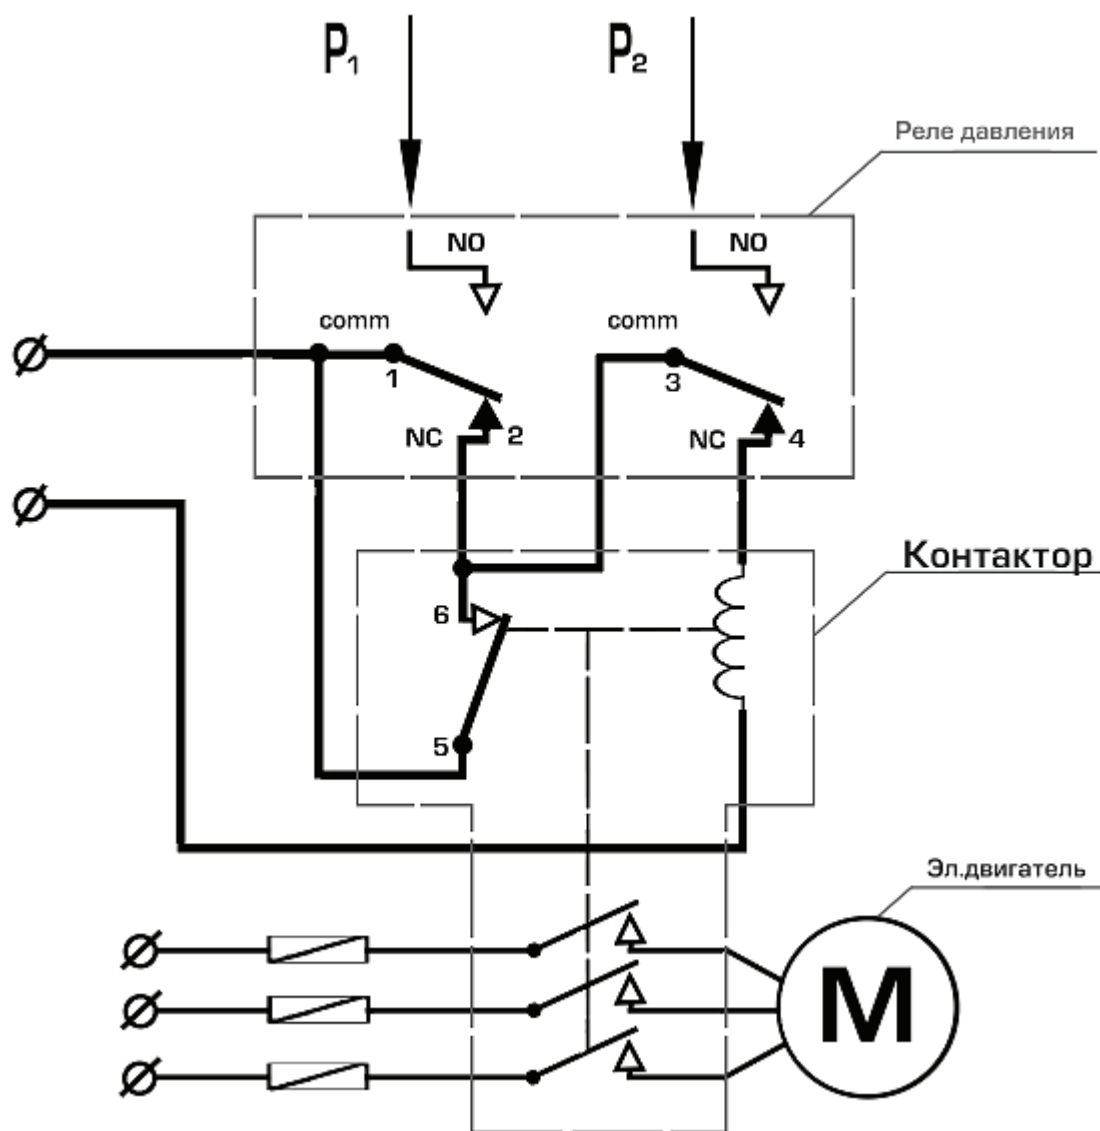 P1 P2
Реле давления
NO NO
comm comm
1 3
NC 2 NC 4
Контактор
6
5
Эл.двигатель
M